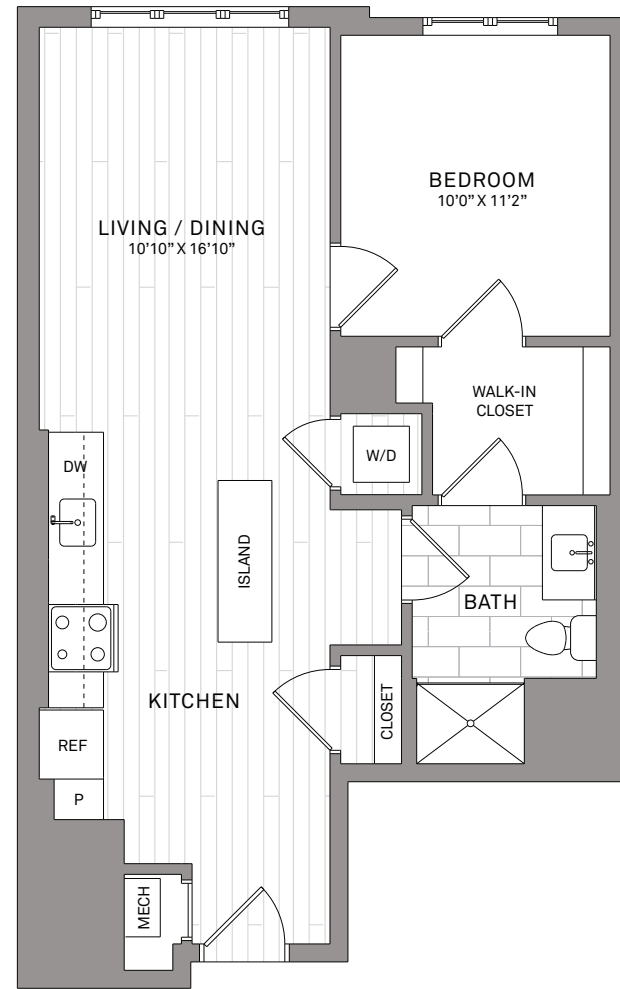 BEDROOM
10'0” X 11'2”
LIVING / DINING
10'10” X 16'10”
WALK-IN
CLOSET
W/D
DW
ISLAND
BATH
KITCHEN
CLOSET
REF
P
MECH